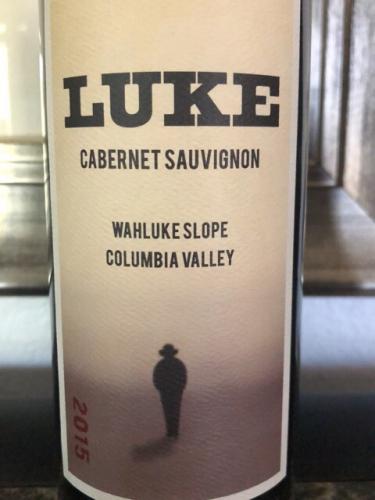 LUKE
CABERNET SAUVIGNON
WAHLUKE SLOPE
COLUMBIA VALLEY
2015